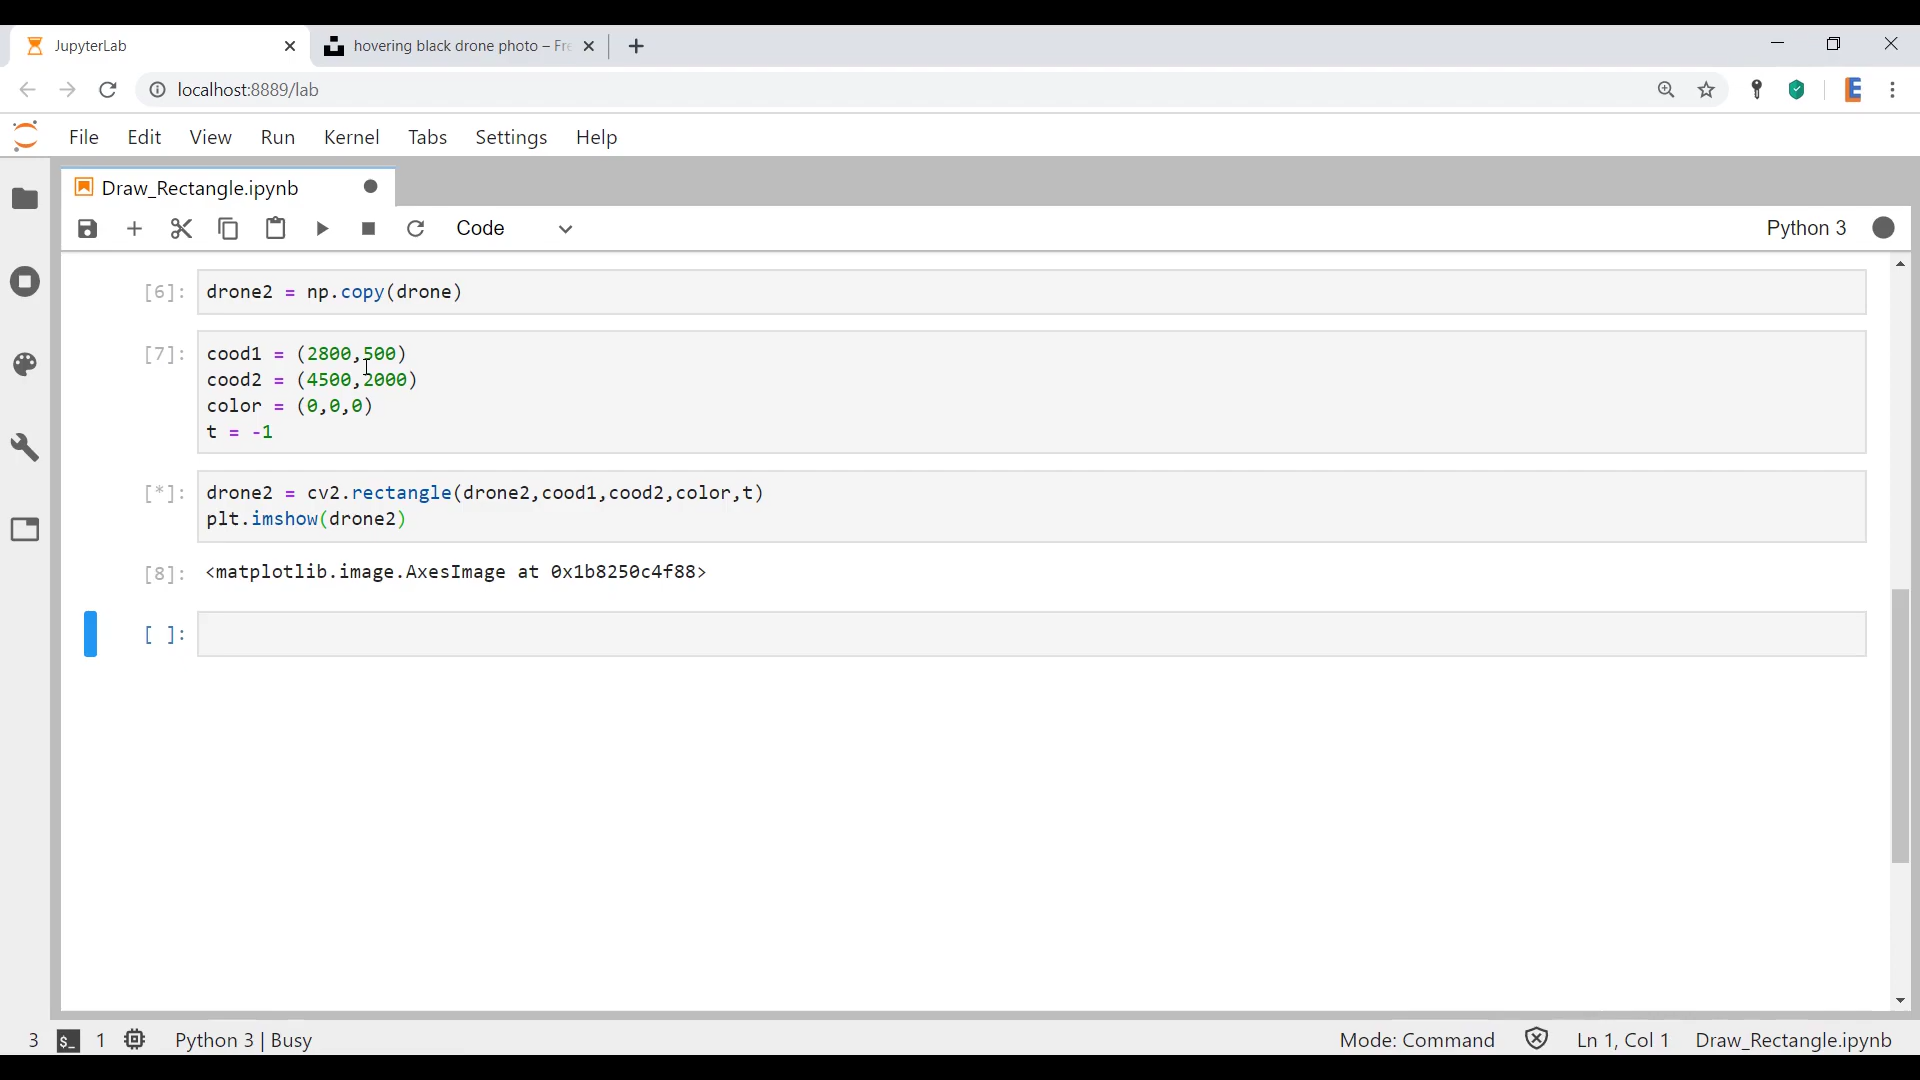 JupyterLab
hovering black drone photo – Fre
localhost:8889/lab
File Edit View Run Kernel Tabs Settings Help
Draw_Rectangle.ipynb
Code
Python 3
[6]: drone2 = np.copy(drone)
[7]: cood1 = (2800,500)
cood2 = (4500,2000)
color = (0,0,0)
t = -1
[*]: drone2 = cv2.rectangle(drone2,cood1,cood2,color,t)
plt.imshow(drone2)
[8]: <matplotlib.image.AxesImage at 0x1b8250c4f88>
[ ]:
3 $_ 1 Python 3 | Busy Mode: Command Ln 1, Col 1 Draw_Rectangle.ipynb